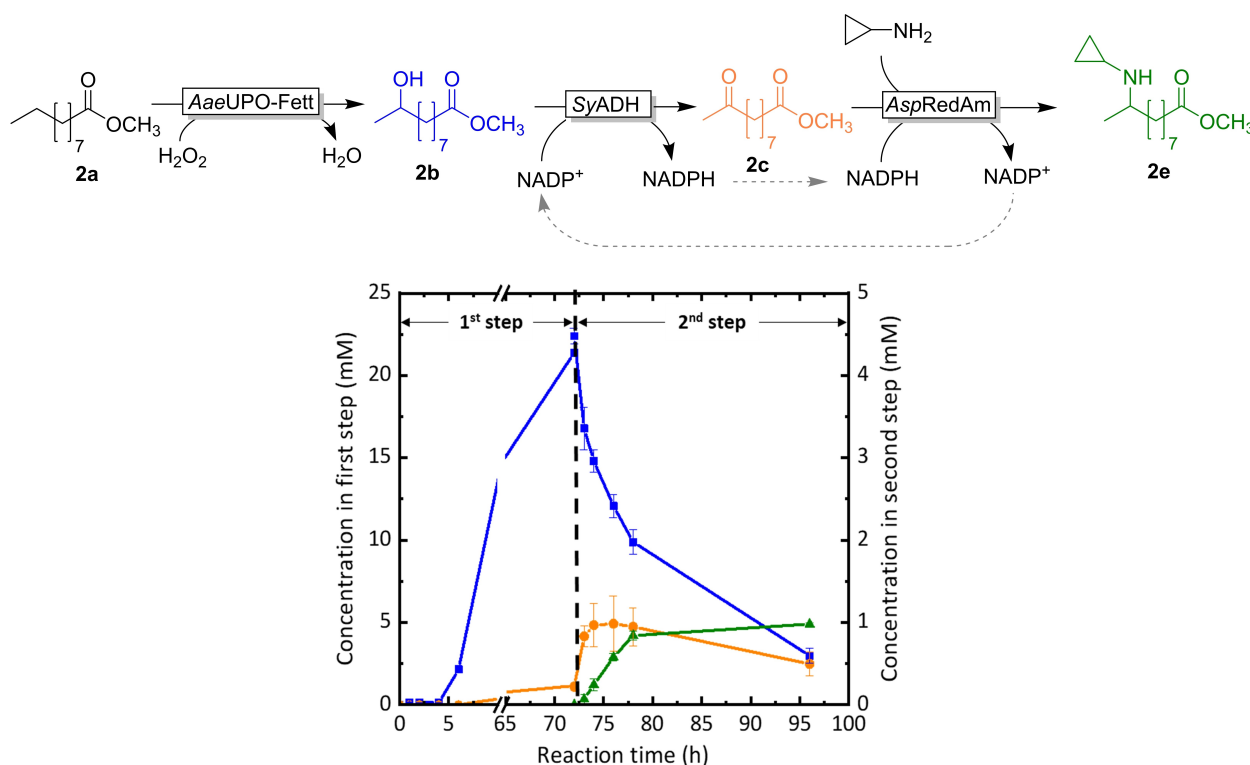 NH2
OH
O
O
O
NH
O
O
AaeUPO-Fett
SyADH
AspRedAm
OCH3
OCH3
OCH3
OCH3
7
7
7
7
H2O2
H2O
2a
2b
2c
2e
NADP+
NADPH
NADPH
NADP+
25
5
1st step
2nd step
20
4
15
3
10
2
5
1
0
0
0
5
65
70
75
80
85
90
95
100
Concentration in first step (mM)
Concentration in second step (mM)
Reaction time (h)